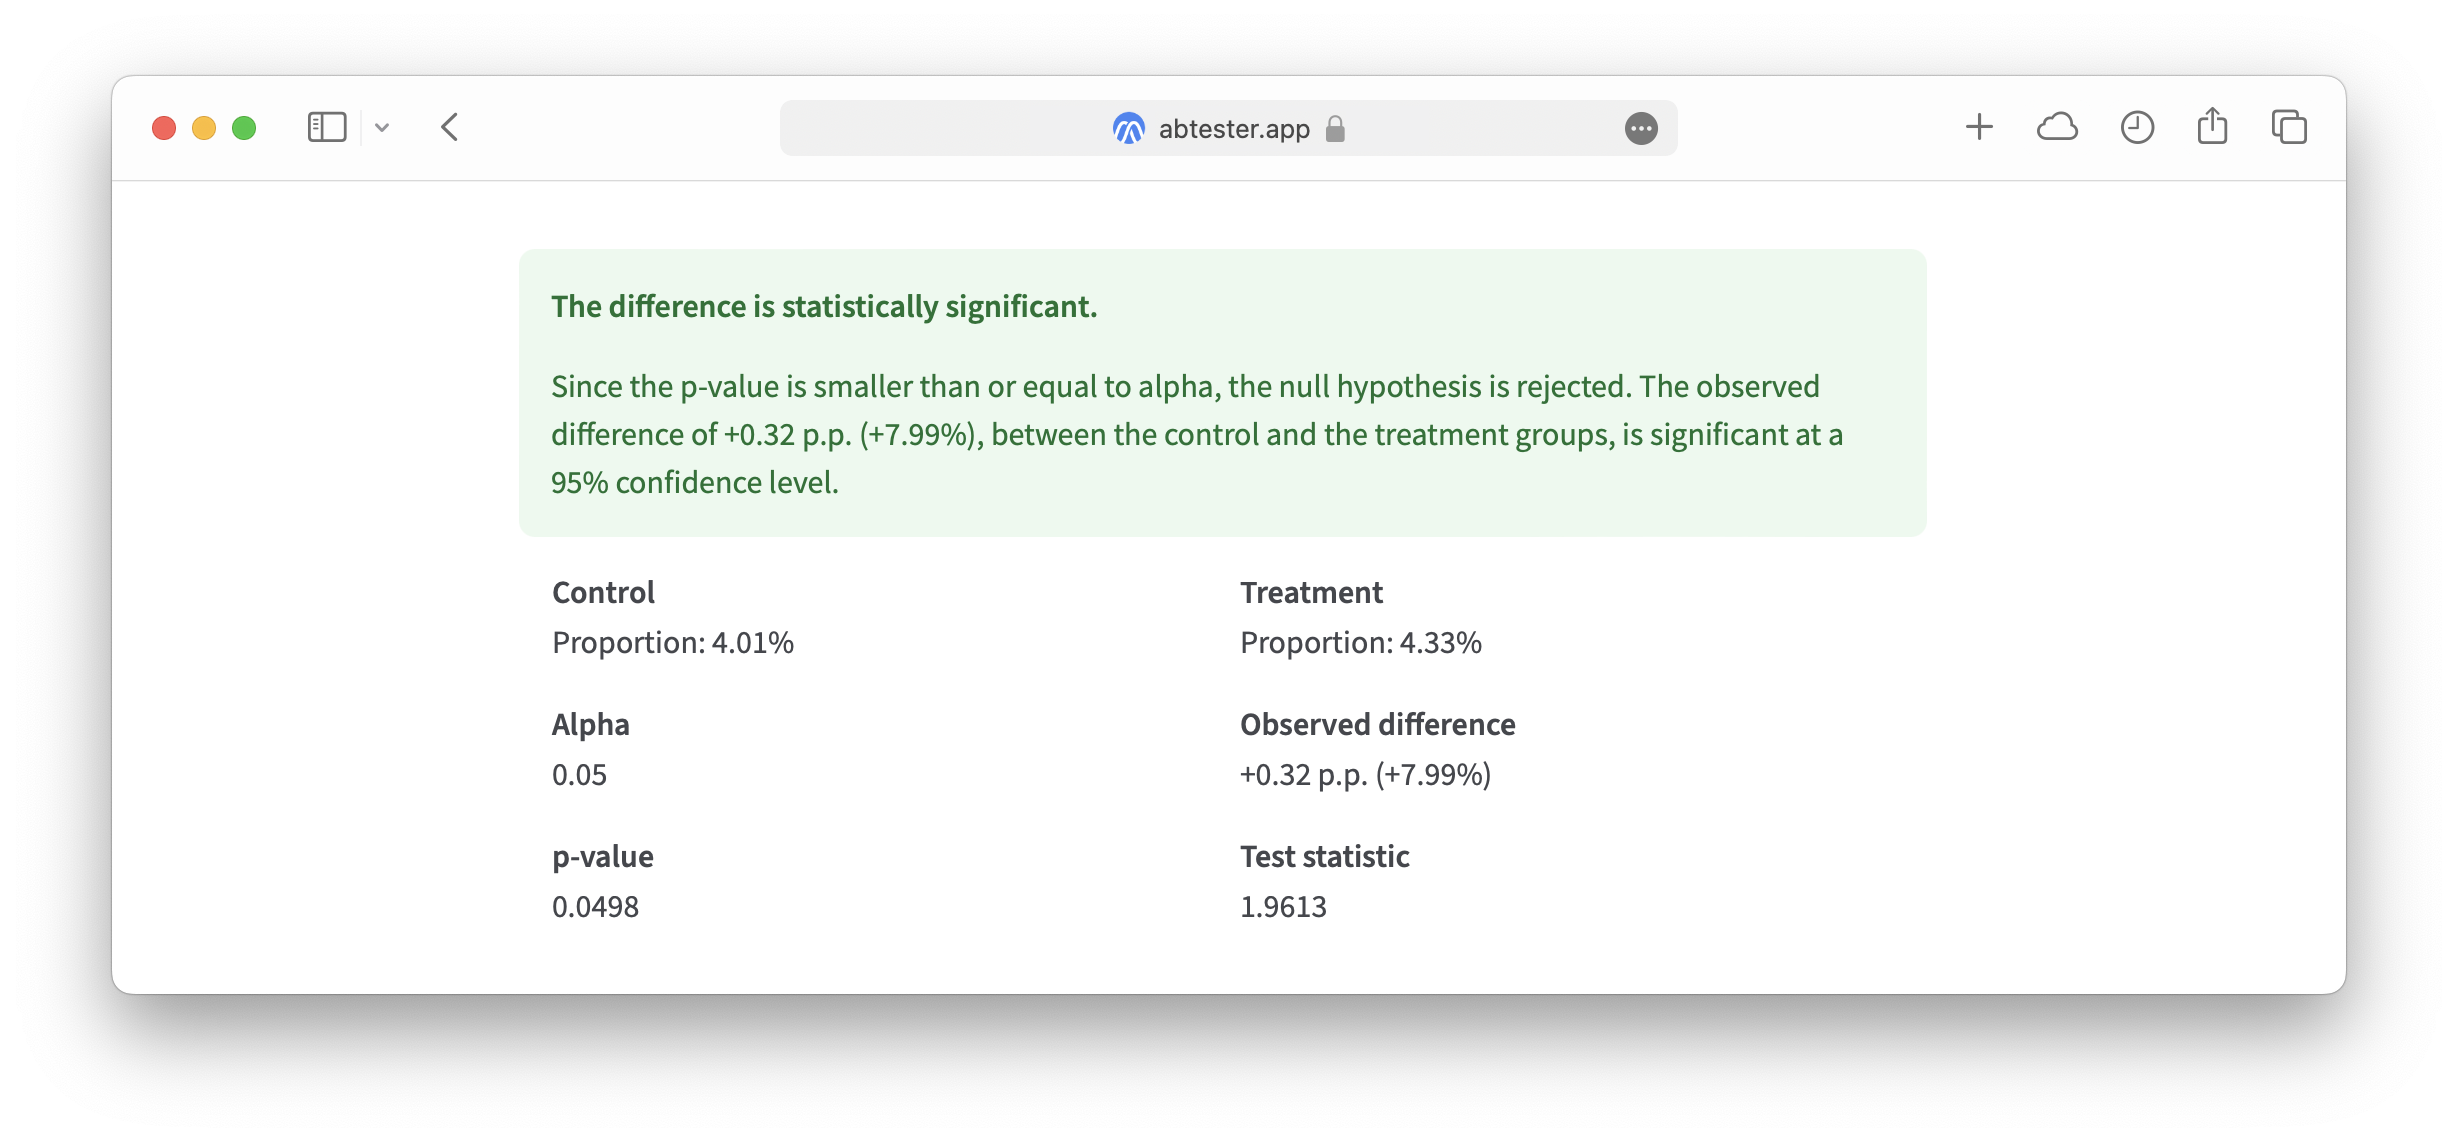 abtester.app
The difference is statistically significant.
Since the p-value is smaller than or equal to alpha, the null hypothesis is rejected. The observed
difference of +0.32 p.p. (+7.99%), between the control and the treatment groups, is significant at a
95% confidence level.
Control
Proportion: 4.01%
Treatment
Proportion: 4.33%
Alpha
0.05
Observed difference
+0.32 p.p. (+7.99%)
p-value
0.0498
Test statistic
1.9613